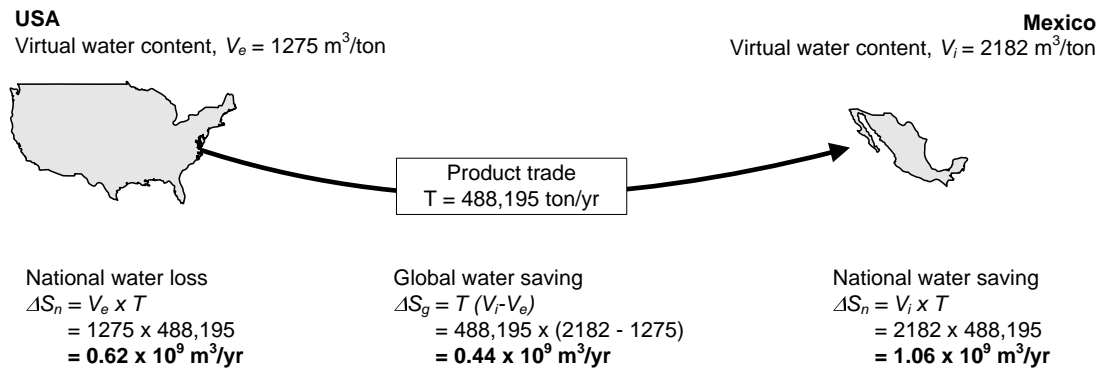 USA
Virtual water content, Vₑ = 1275 m³/ton
Mexico
Virtual water content, Vᵢ = 2182 m³/ton
Product trade
T = 488,195 ton/yr
National water loss
ΔSₙ = Vₑ x T
= 1275 x 488,195
= 0.62 x 10⁹ m³/yr
Global water saving
ΔS_g = T (Vᵢ-Vₑ)
= 488,195 x (2182 - 1275)
= 0.44 x 10⁹ m³/yr
National water saving
ΔSₙ = Vᵢ x T
= 2182 x 488,195
= 1.06 x 10⁹ m³/yr